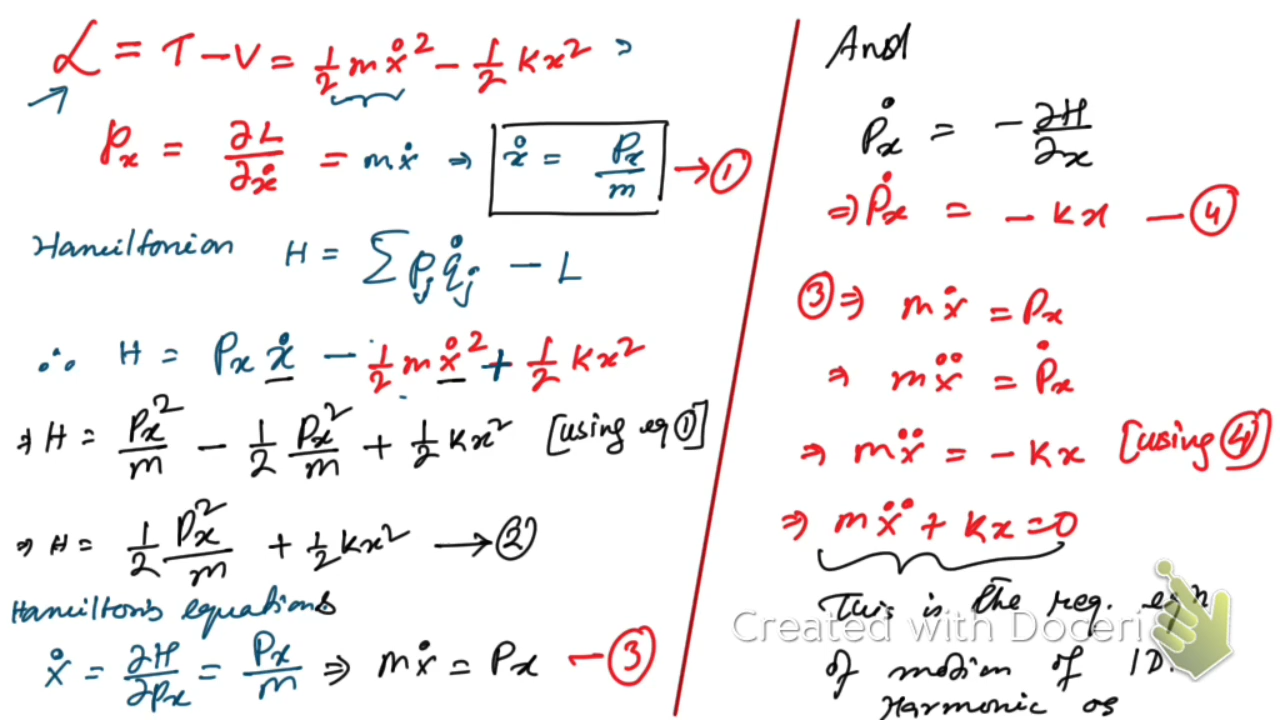 L = T - V = 1/2 mẋ² - 1/2 Kx² ⇒
Pₓ = ∂L/∂ẋ = mẋ ⇒ ẋ = Pₓ/m → ①
Hamiltonian H = Σ pⱼ q̇ⱼ - L
∴ H = Pₓ ẋ - 1/2 mẋ² + 1/2 Kx²
⇒ H = Pₓ²/m - 1/2 Pₓ²/m + 1/2 Kx² [using eq ①]
⇒ H = 1/2 Pₓ²/m + 1/2 Kx² → ②
Hamilton's equations
ẋ = ∂H/∂pₓ = Pₓ/m ⇒ mẋ = Pₓ - ③
And
Ṗₓ = - ∂H/∂x
⇒ Ṗₓ = - Kx - ④
③ ⇒ mẋ = Pₓ
⇒ mẍ = Ṗₓ
⇒ mẍ = - Kx [using ④]
⇒ mẍ + Kx = 0
This is the req. eqn
of motion of 1D
Harmonic os
Created with Doceri